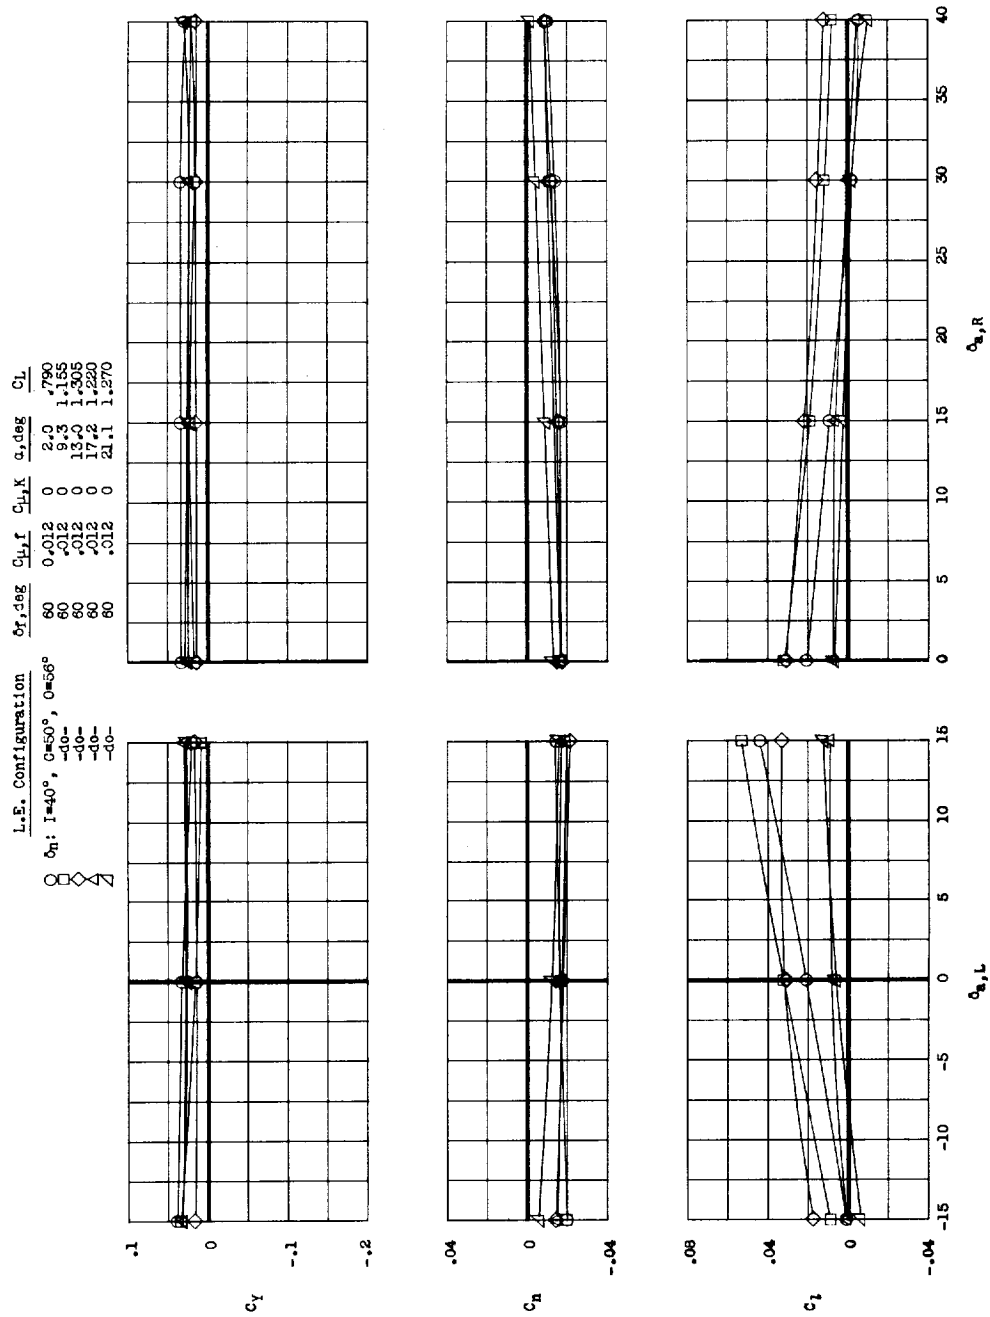 L.E. Configuration δf,deg Cμ,f Cμ,K α,deg CL
δn: I=40°, C=50°, O=56° 60 0.012 0 2.0 .790
-do- 60 .012 0 9.3 1.155
-do- 60 .012 0 13.0 1.305
-do- 60 .012 0 17.2 1.220
-do- 60 .012 0 21.1 1.270
.1
0
-.1
-.2
CY
.04
0
-.04
Cn
.08
.04
0
-.04
Cl
-15 -10 -5 0 5 10 15
δa,L
0 5 10 15 20 25 30 35 40
δa,R